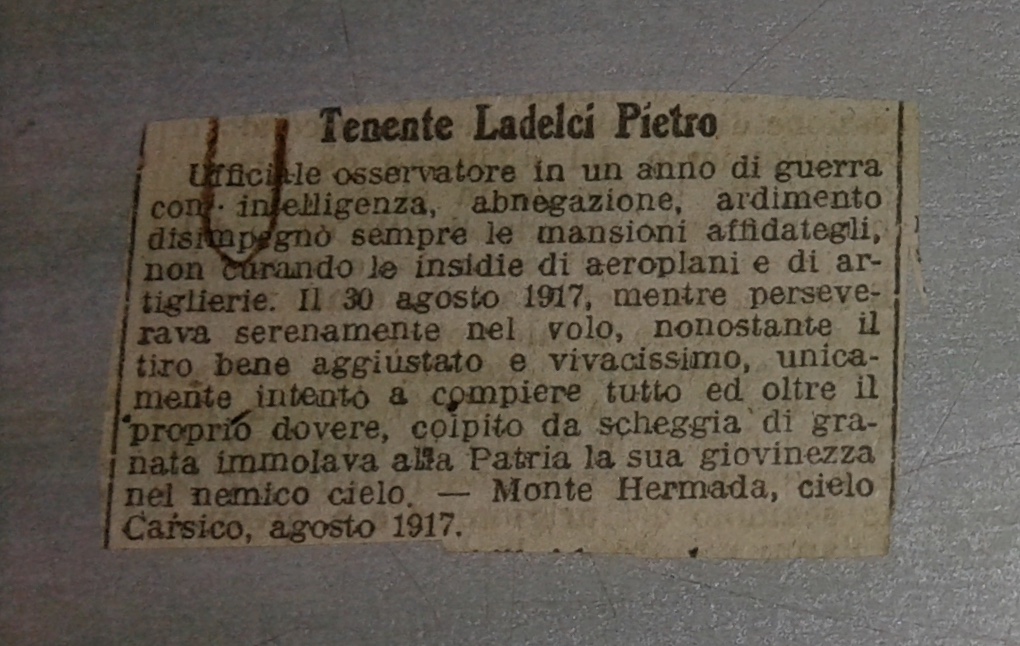 Tenente Ladelci Pietro
Ufficiale osservatore in un anno di guerra
con intelligenza, abnegazione, ardimento
disimpegnò sempre le mansioni affidategli,
non curando le insidie di aeroplani e di ar-
tiglierie. Il 30 agosto 1917, mentre perseve-
rava serenamente nel volo, nonostante il
tiro bene aggiustato e vivacissimo, unica-
mente intento a compiere tutto ed oltre il
proprio dovere, colpito da scheggia di gra-
nata immolava alla Patria la sua giovinezza
nel nemico cielo. — Monte Hermada, cielo
Carsico, agosto 1917.